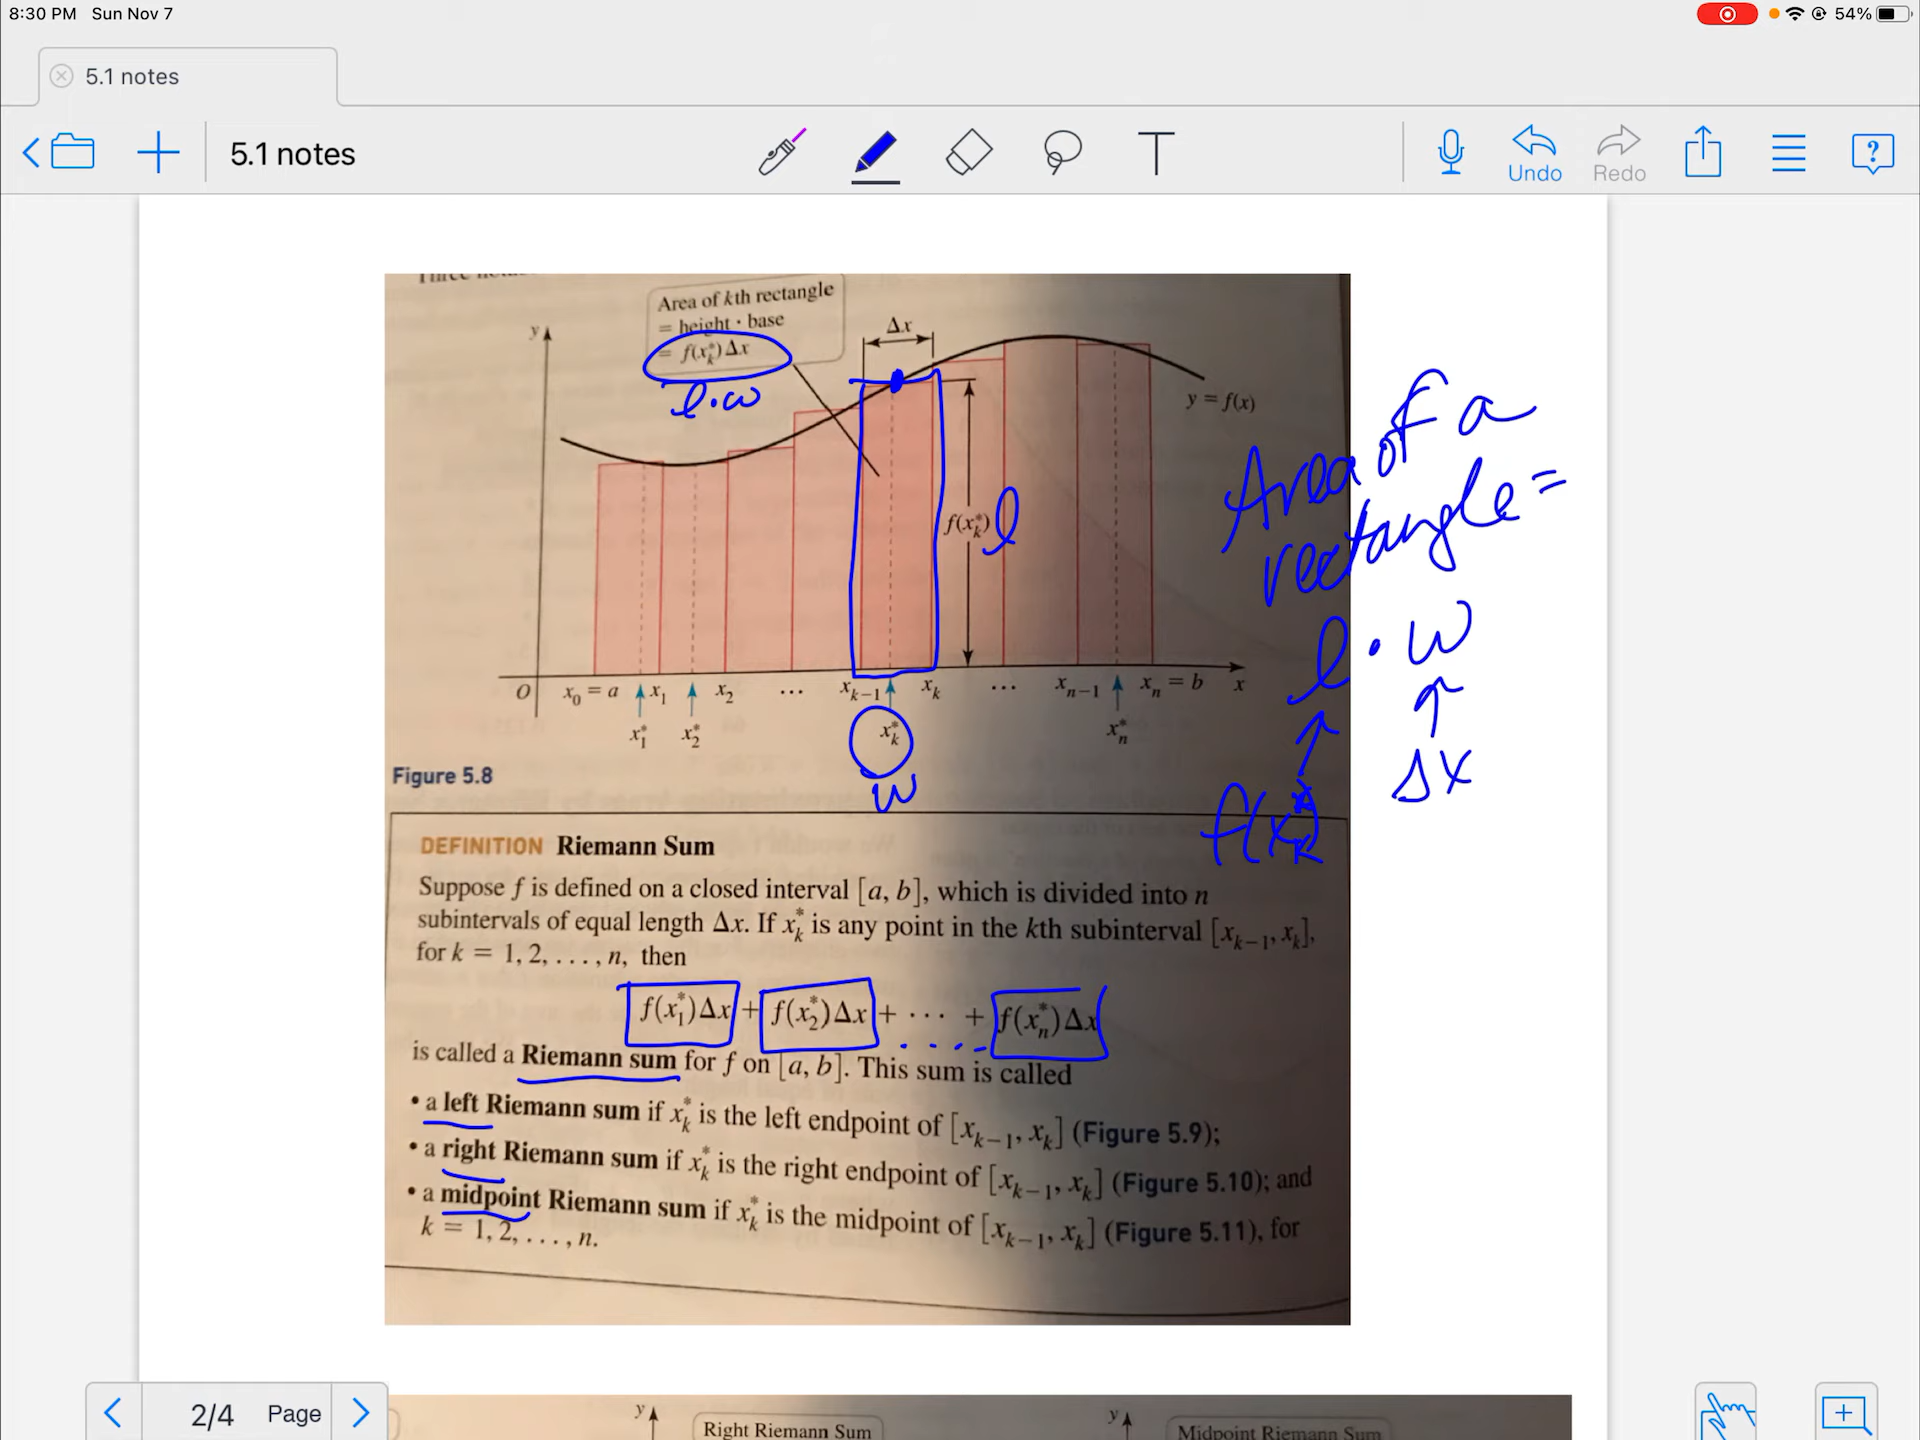 8:30 PM Sun Nov 7
54%
5.1 notes
5.1 notes
T
Undo
Redo
?
Area of kth rectangle
= height · base
= f(x*k)Δx
l·w
Δx
y
y = f(x)
f(x*k) l
O x0 = a x1 x2 ... xk−1 xk ... xn−1 xn = b x
x*1 x*2 x*k x*n
w
Area of a
rectangle =
l · w
Δx
f(x*k)
Figure 5.8
DEFINITION Riemann Sum
Suppose f is defined on a closed interval [a, b], which is divided into n
subintervals of equal length Δx. If x*k is any point in the kth subinterval [xk−1, xk],
for k = 1, 2, . . . , n, then
f(x*1)Δx + f(x*2)Δx + · · · + f(x*n)Δx
is called a Riemann sum for f on [a, b]. This sum is called
• a left Riemann sum if x*k is the left endpoint of [xk−1, xk] (Figure 5.9);
• a right Riemann sum if x*k is the right endpoint of [xk−1, xk] (Figure 5.10); and
• a midpoint Riemann sum if x*k is the midpoint of [xk−1, xk] (Figure 5.11), for
k = 1, 2, . . . , n.
2/4 Page
y
Right Riemann Sum
y
Midpoint Riemann Sum